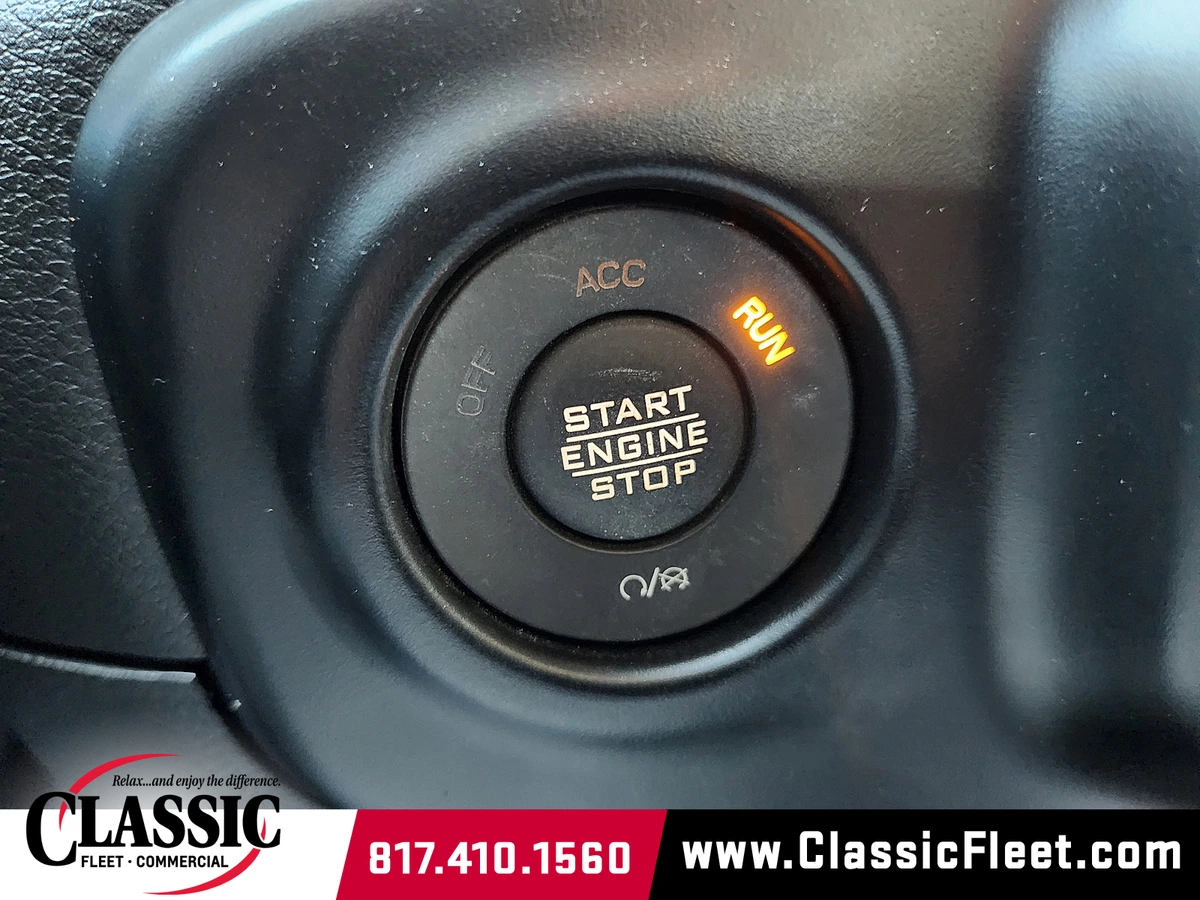 ACC
RUN
OFF
START
ENGINE
STOP
Relax...and enjoy the difference.
CLASSIC
FLEET · COMMERCIAL
817.410.1560
www.ClassicFleet.com